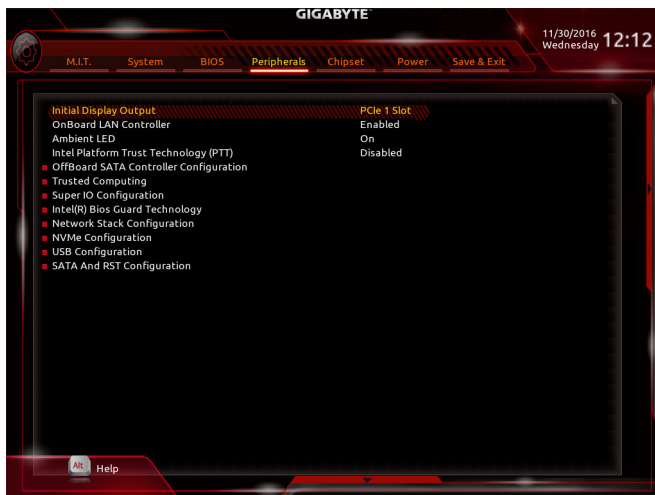 GIGABYTE™
11/30/2016
Wednesday
12:12
M.I.T. System BIOS Peripherals Chipset Power Save & Exit
Initial Display Output PCIe 1 Slot
OnBoard LAN Controller Enabled
Ambient LED On
Intel Platform Trust Technology (PTT) Disabled
OffBoard SATA Controller Configuration
Trusted Computing
Super IO Configuration
Intel(R) Bios Guard Technology
Network Stack Configuration
NVMe Configuration
USB Configuration
SATA And RST Configuration
Alt Help